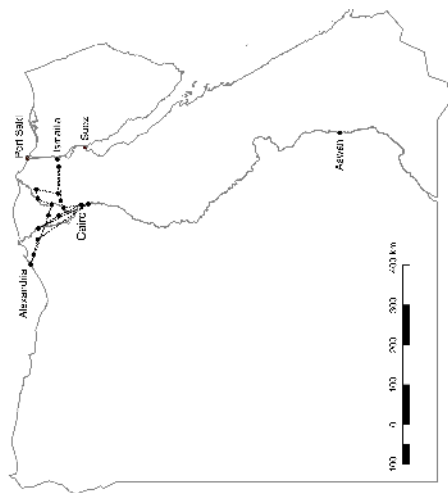 Port Said
Ismailia
Suez
Alexandria
Cairo
Aswan
100 0 100 200 300 400 km